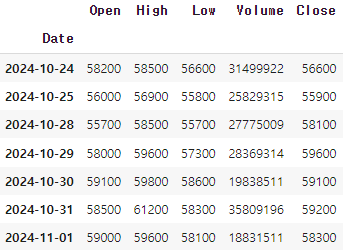 Open High Low Volume Close
Date
2024-10-24 58200 58500 56600 31499922 56600
2024-10-25 56000 56900 55800 25829315 55900
2024-10-28 55700 58500 55700 27775009 58100
2024-10-29 58000 59600 57300 28369314 59600
2024-10-30 59100 59800 58600 19838511 59100
2024-10-31 58500 61200 58300 35809196 59200
2024-11-01 59000 59600 58100 18831511 58300